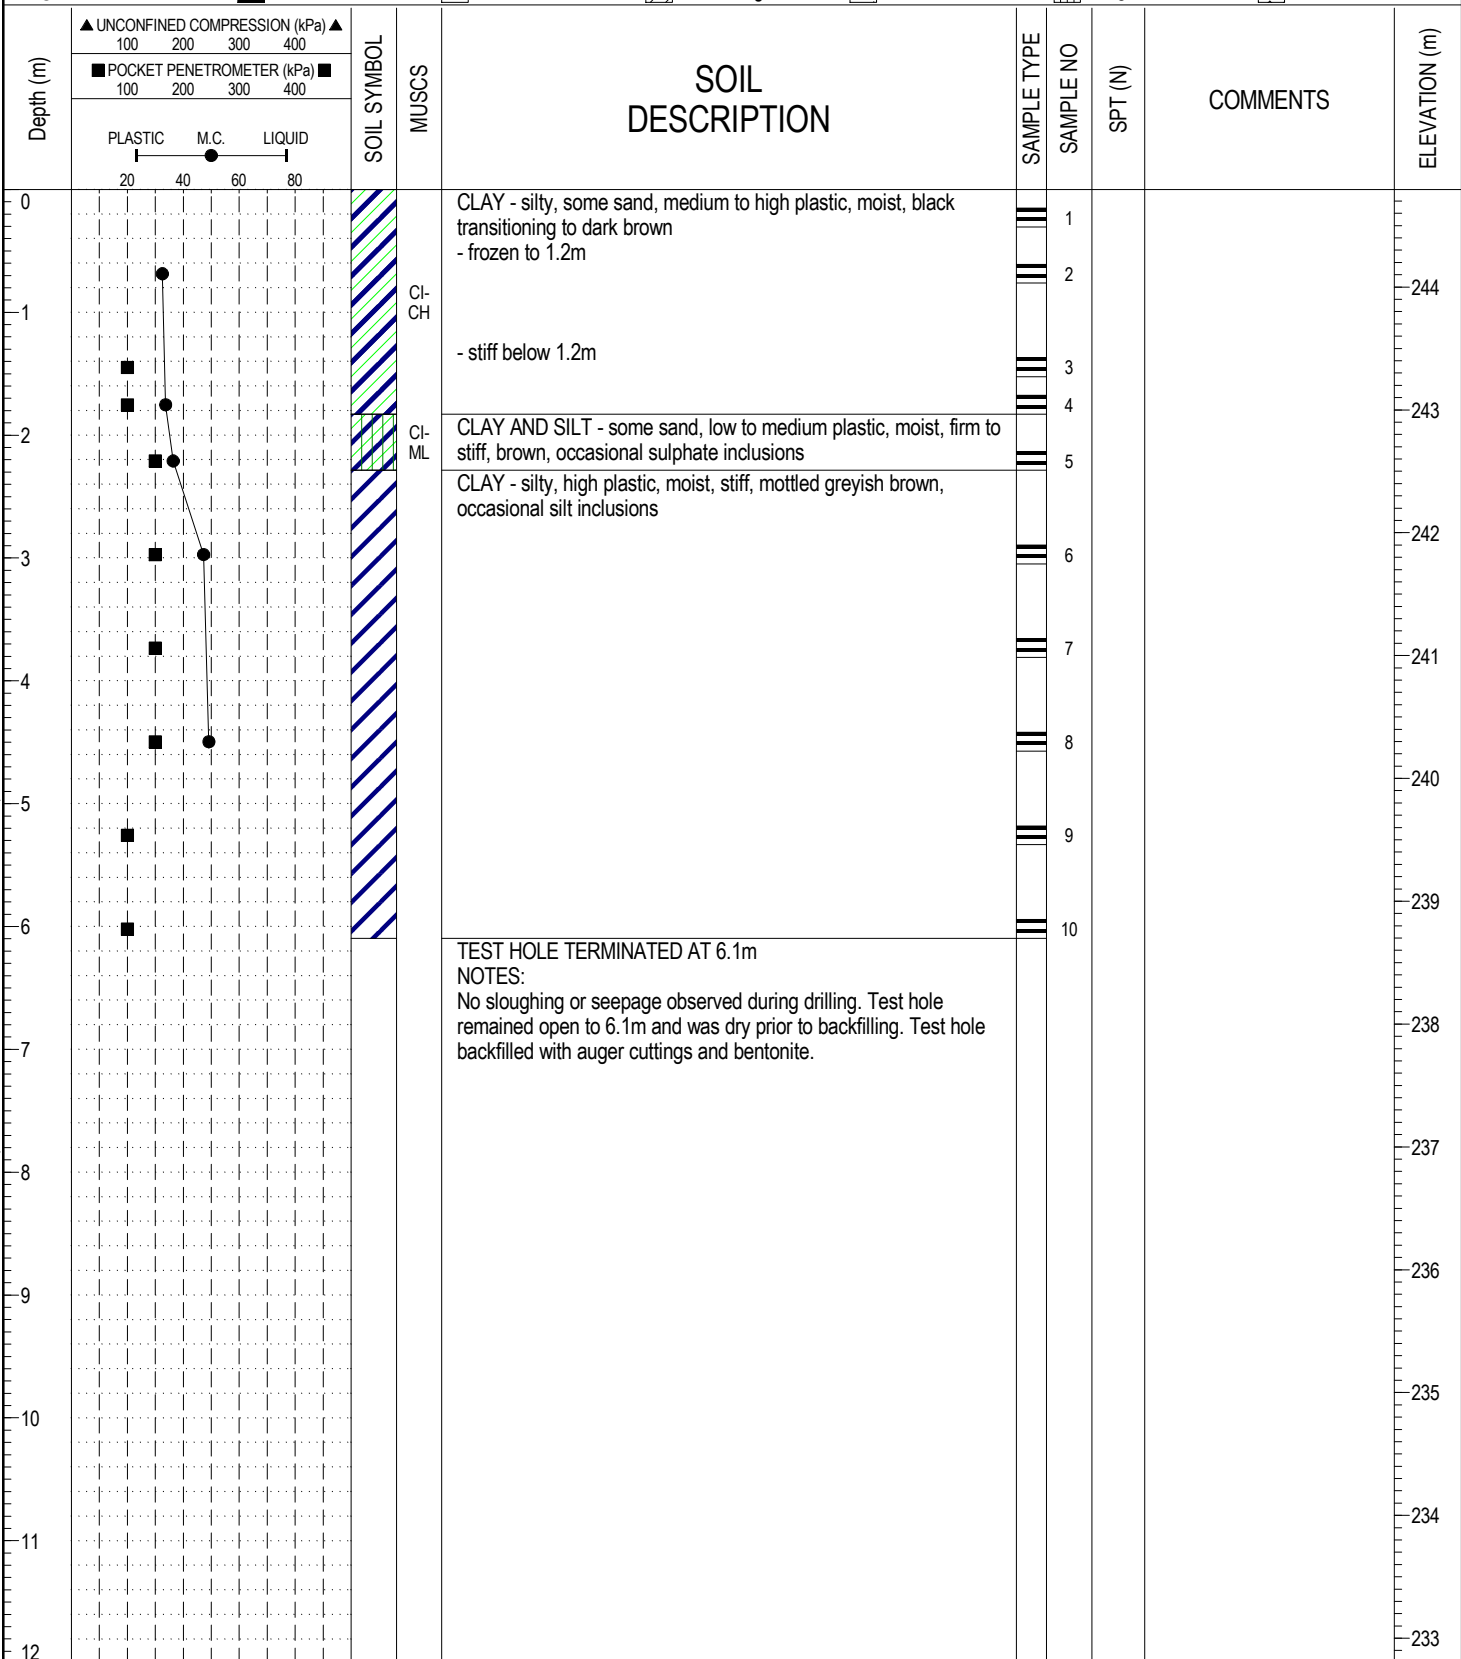 ▲ UNCONFINED COMPRESSION (kPa) ▲
100 200 300 400
■ POCKET PENETROMETER (kPa) ■
100 200 300 400
PLASTIC M.C. LIQUID
20 40 60 80
Depth (m)
SOIL SYMBOL
MUSCS
SOIL
DESCRIPTION
SAMPLE TYPE
SAMPLE NO
SPT (N)
COMMENTS
ELEVATION (m)
0
1
2
3
4
5
6
7
8
9
10
11
12
CI-
CH
CI-
ML
CLAY - silty, some sand, medium to high plastic, moist, black
transitioning to dark brown
- frozen to 1.2m
- stiff below 1.2m
CLAY AND SILT - some sand, low to medium plastic, moist, firm to
stiff, brown, occasional sulphate inclusions
CLAY - silty, high plastic, moist, stiff, mottled greyish brown,
occasional silt inclusions
TEST HOLE TERMINATED AT 6.1m
NOTES:
No sloughing or seepage observed during drilling. Test hole
remained open to 6.1m and was dry prior to backfilling. Test hole
backfilled with auger cuttings and bentonite.
1
2
3
4
5
6
7
8
9
10
244
243
242
241
240
239
238
237
236
235
234
233